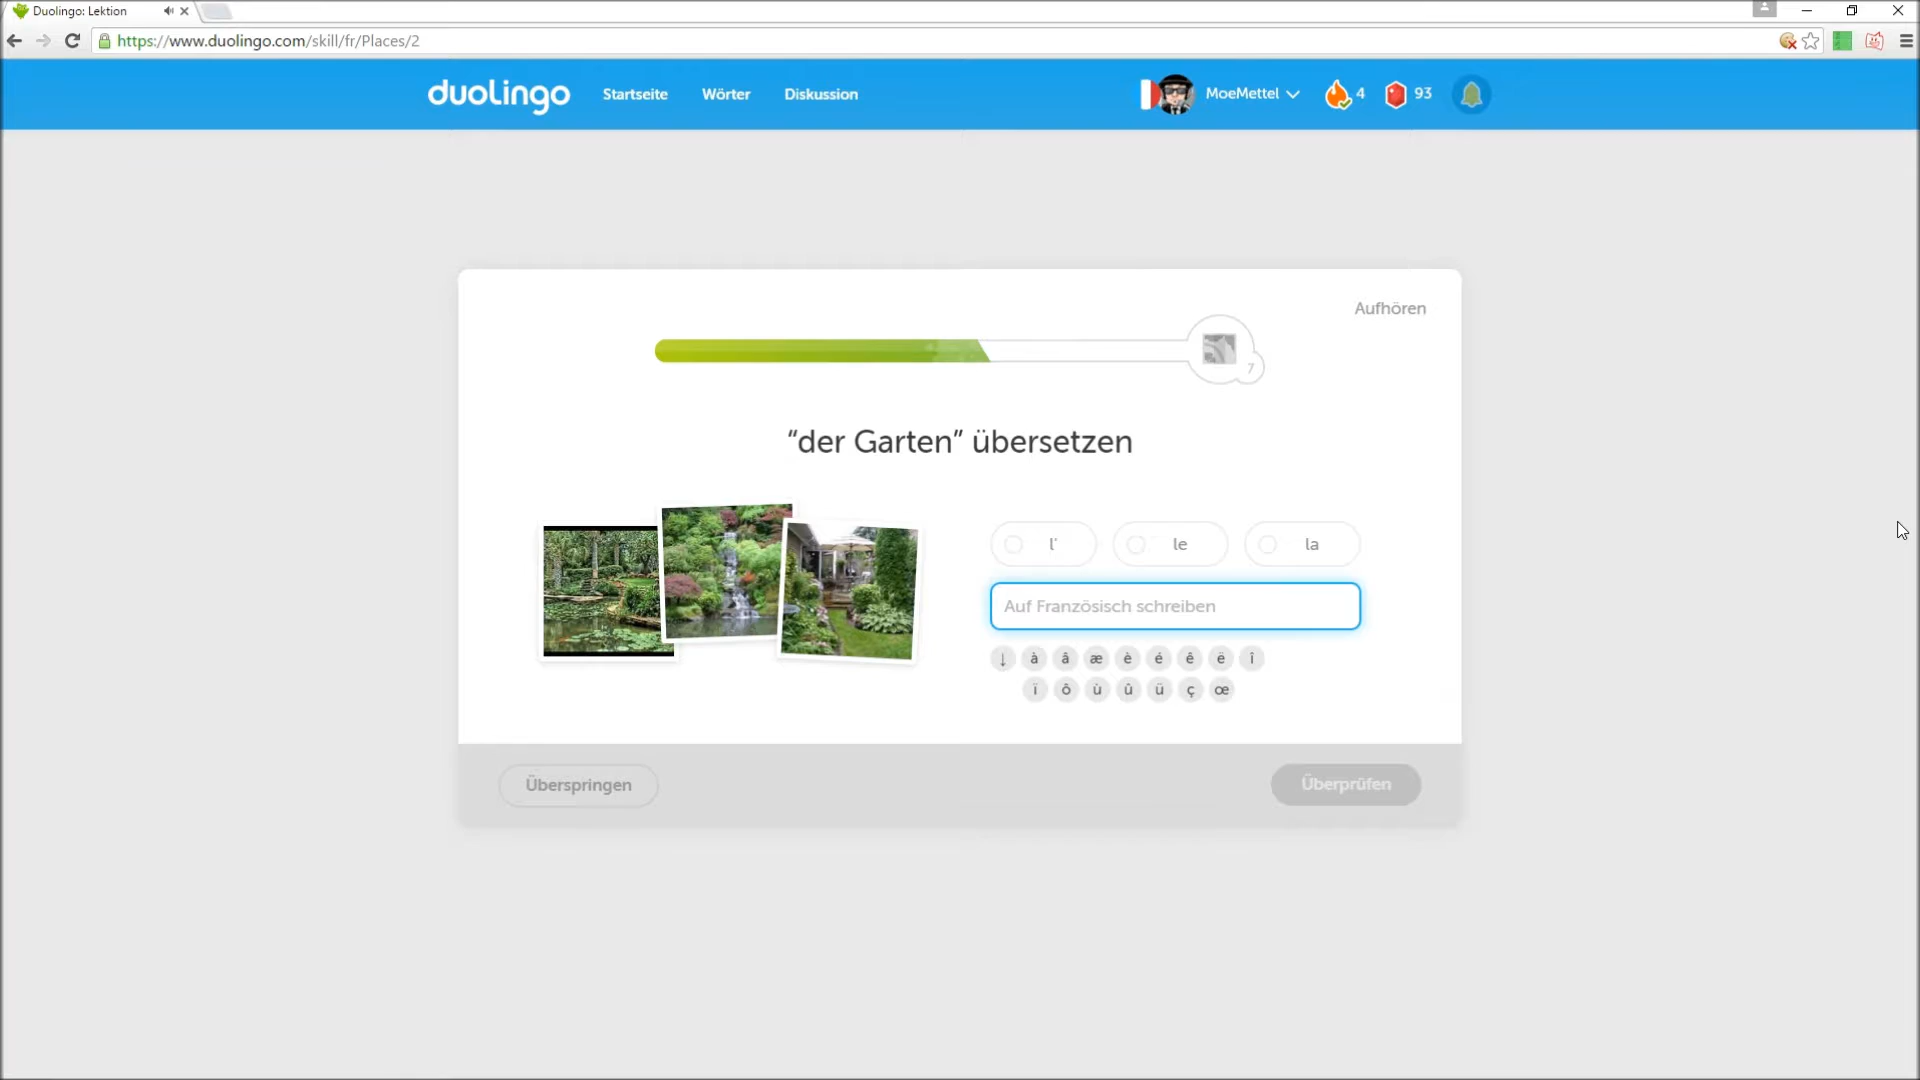 Duolingo: Lektion
https://www.duolingo.com/skill/fr/Places/2
duolingo Startseite Wörter Diskussion MoeMettel 4 93
Aufhören
7
“der Garten” übersetzen
l' le la
Auf Französisch schreiben
↓ à â æ è é ê ë î
ï ô ù û ü ç œ
Überspringen Überprüfen